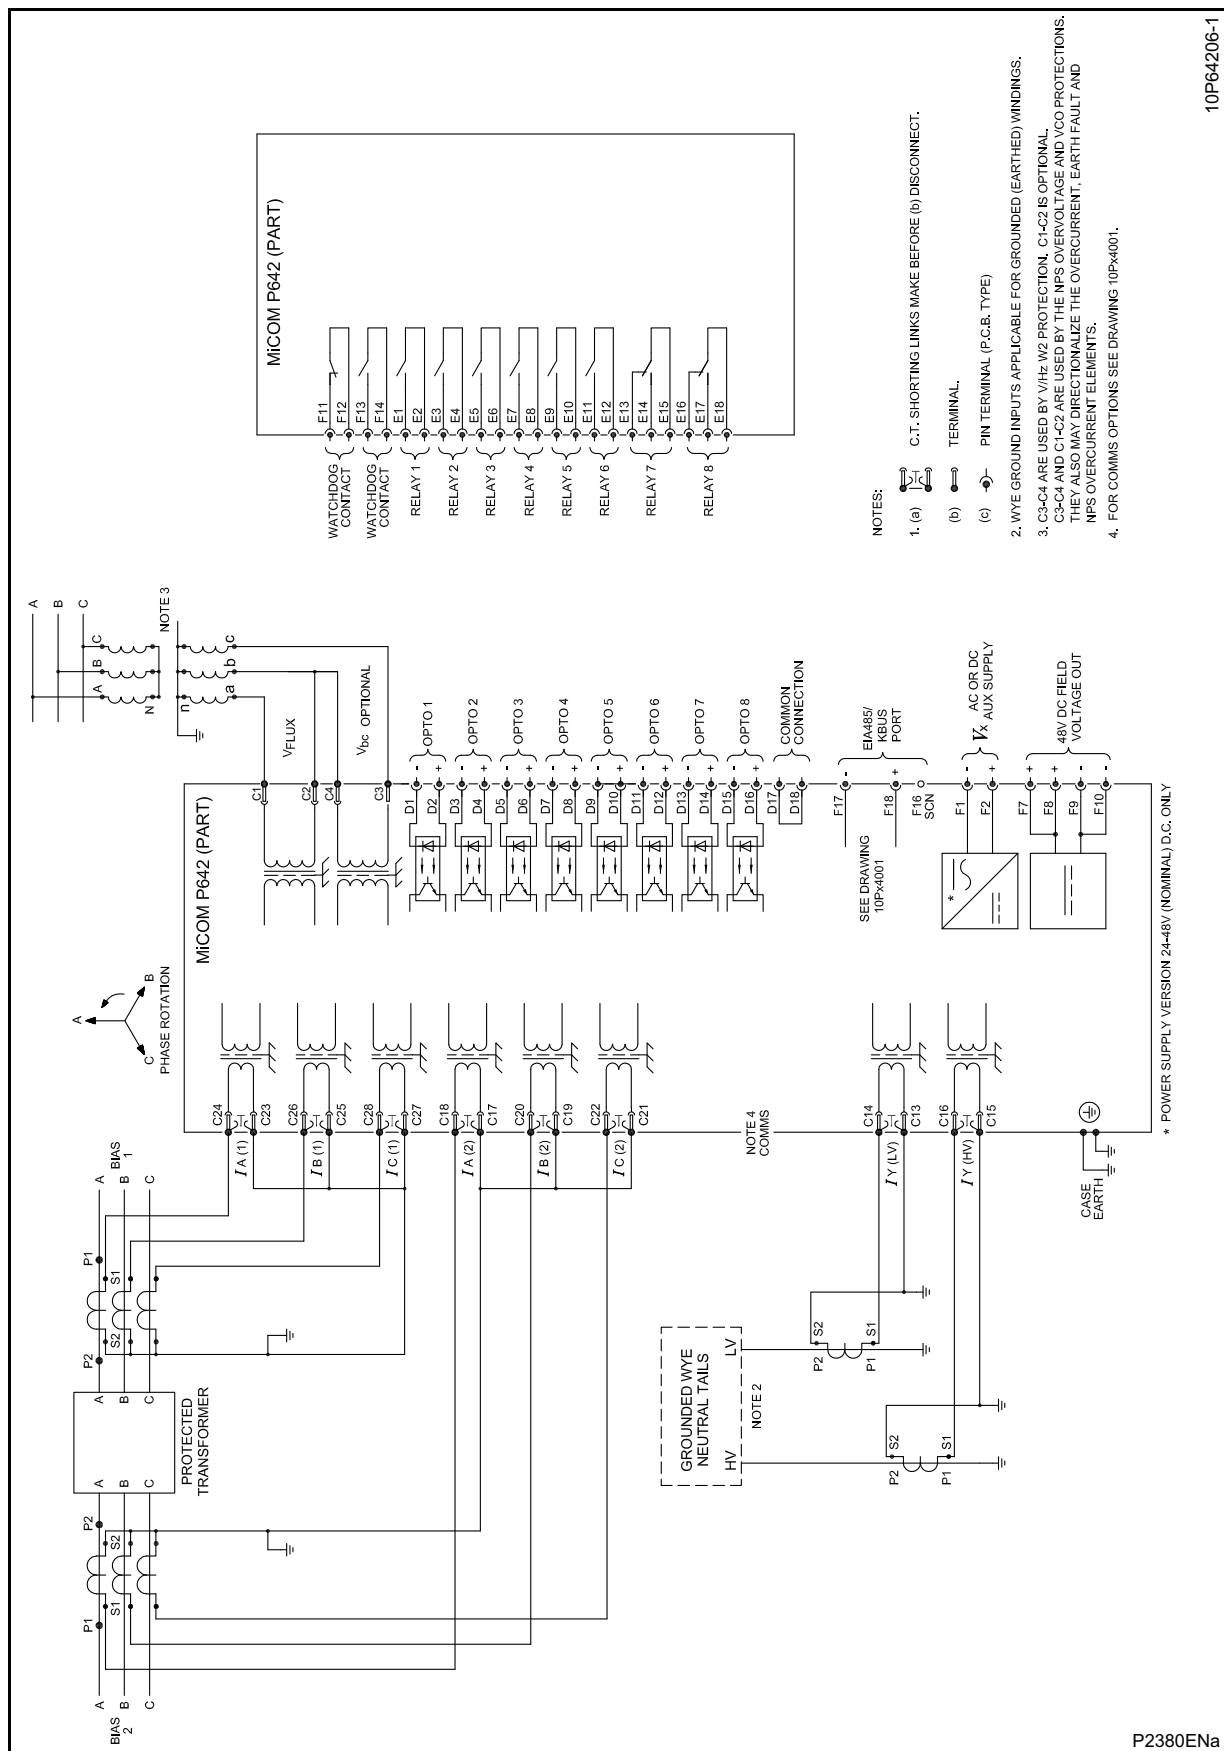 A
B
C
A
B
C
N
n
a
b
c
NOTE 3
VFLUX
Vbc OPTIONAL
C1
C2
C4
C3
MiCOM P642 (PART)
F11
F12
F13
F14
E1
E2
E3
E4
E5
E6
E7
E8
E9
E10
E11
E12
E13
E14
E15
E16
E17
E18
WATCHDOG
CONTACT
WATCHDOG
CONTACT
RELAY 1
RELAY 2
RELAY 3
RELAY 4
RELAY 5
RELAY 6
RELAY 7
RELAY 8
A
B
C
PHASE ROTATION
MiCOM P642 (PART)
OPTO 1
-
D1
D2
+
OPTO 2
-
D3
D4
+
OPTO 3
-
D5
D6
+
OPTO 4
-
D7
D8
+
OPTO 5
-
D9
D10
+
OPTO 6
-
D11
D12
+
OPTO 7
-
D13
D14
+
OPTO 8
-
D15
D16
+
D17
D18
COMMON
CONNECTION
EIA485/
KBUS
PORT
-
F17
F18
+
F16
SCN
SEE DRAWING
10Px4001
AC OR DC
Vx AUX SUPPLY
-
F1
F2
+
*
48V DC FIELD
VOLTAGE OUT
+
F7
+
F8
-
F9
-
F10
BIAS
1
A
B
C
P1
S1
P2
S2
A
B
C
PROTECTED
TRANSFORMER
A
B
C
P2
S2
P1
S1
A
B
C
BIAS
2
C24
C23
I A (1)
C26
C25
I B (1)
C28
C27
I C (1)
C18
C17
I A (2)
C20
C19
I B (2)
C22
C21
I C (2)
NOTE 4
COMMS
C14
C13
I Y (LV)
C16
C15
I Y (HV)
CASE
EARTH
GROUNDED WYE
NEUTRAL TAILS
HV
LV
NOTE 2
P2
S2
P1
S1
P2
S2
P1
S1
* POWER SUPPLY VERSION 24-48V (NOMINAL) D.C. ONLY
NOTES:
1. (a) C.T. SHORTING LINKS MAKE BEFORE (b) DISCONNECT.
(b) TERMINAL.
(c) PIN TERMINAL (P.C.B. TYPE)
2. WYE GROUND INPUTS APPLICABLE FOR GROUNDED (EARTHED) WINDINGS.
3. C3-C4 ARE USED BY V/Hz W2 PROTECTION. C1-C2 IS OPTIONAL.
C3-C4 AND C1-C2 ARE USED BY THE NPS OVERVOLTAGE AND VCO PROTECTIONS.
THEY ALSO MAY DIRECTIONALIZE THE OVERCURRENT, EARTH FAULT AND
NPS OVERCURRENT ELEMENTS.
4. FOR COMMS OPTIONS SEE DRAWING 10Px4001.
10P64206-1
P2380ENa